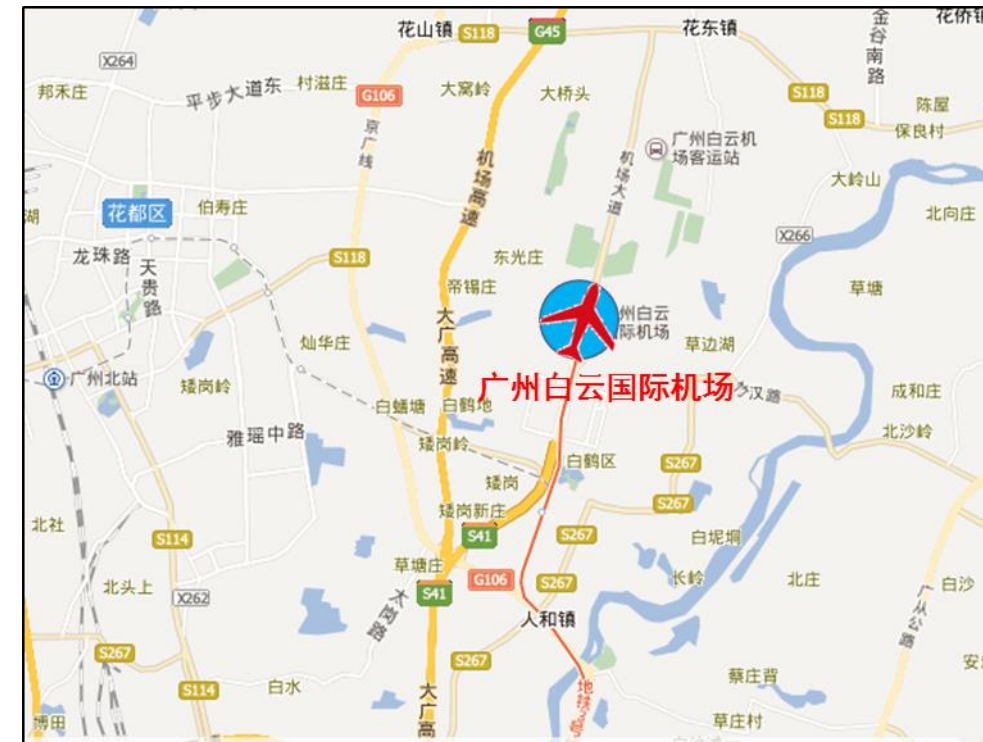 花山镇
S118
G45
花东镇
金谷南路
花侨镇
X264
邦禾庄
平步大道东
村滋庄
G106
大窝岭
大桥头
S118
陈屋
S118
保良村
京广线
机场高速
机场大道
广州白云机
场客运站
大岭山
湖
花都区
伯寿庄
北向庄
X266
龙珠路
天贵路
S118
东光庄
帝锡庄
草塘
大广高速
州白云
际机场
灿华庄
草边湖
广州北站
矮岗岭
广州白云国际机场
汉路
成和庄
白蟮塘
白鹤地
雅瑶中路
矮岗岭
北沙岭
白鹤区
S267
矮岗
矮岗新庄
S267
北社
S114
S41
S267
白坭垌
草塘庄
G106
S267
长岭
北庄
白沙
北头上
X262
S41
太岗路
人和镇
广从公路
S267
S267
安
S114
白水
蔡庄背
大广高
地铁3号
博田
草庄村